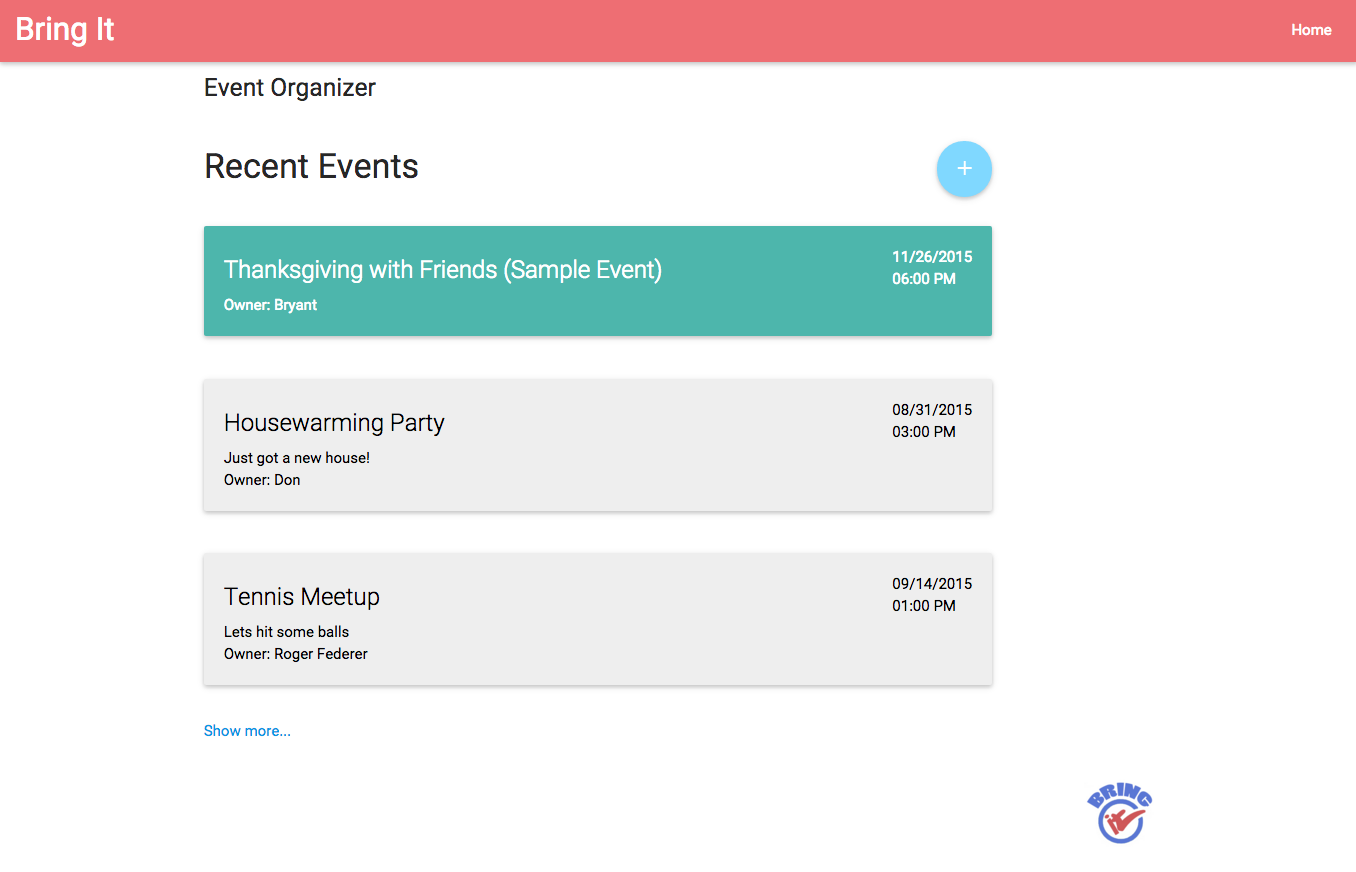 Bring It
Home
Event Organizer
Recent Events
+
Thanksgiving with Friends (Sample Event)
11/26/2015
06:00 PM
Owner: Bryant
Housewarming Party
08/31/2015
03:00 PM
Just got a new house!
Owner: Don
Tennis Meetup
09/14/2015
01:00 PM
Lets hit some balls
Owner: Roger Federer
Show more...
BRING
it